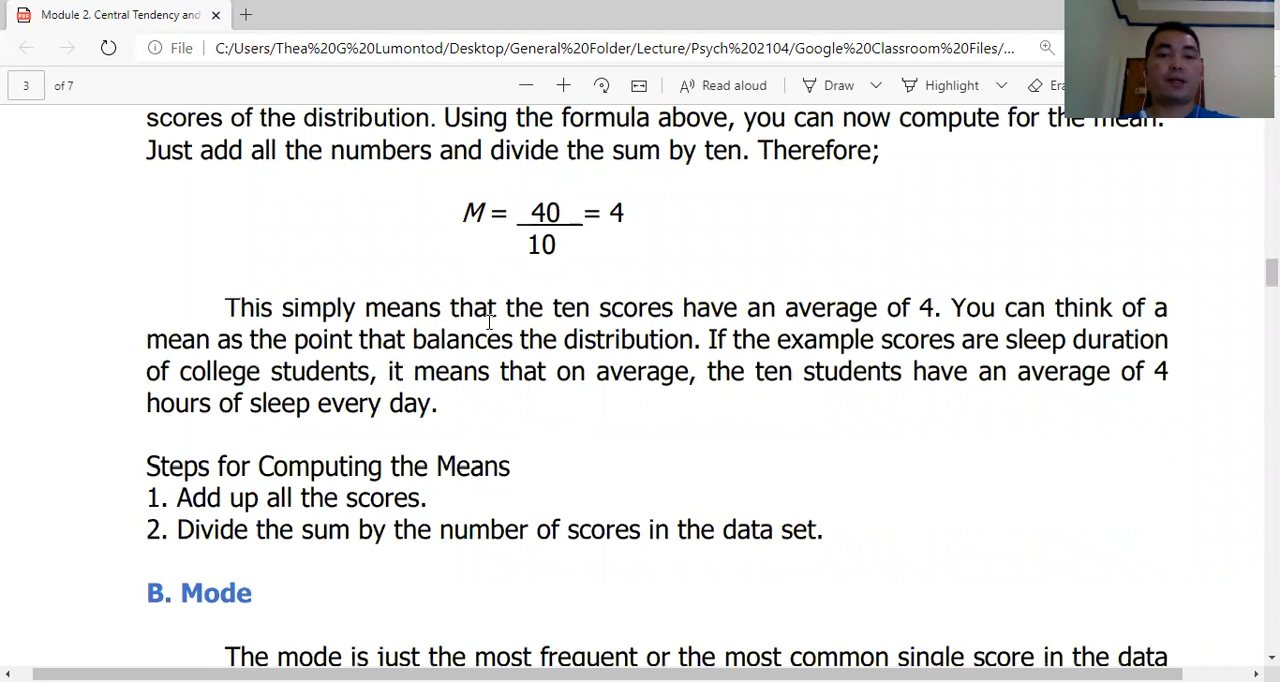 Module 2. Central Tendency and
File
C:/Users/Thea%20G%20Lumontod/Desktop/General%20Folder/Lecture/Psych%202104/Google%20Classroom%20Files/...
3 of 7
Read aloud
Draw
Highlight
Era
scores of the distribution. Using the formula above, you can now compute for the mean.
Just add all the numbers and divide the sum by ten. Therefore;
M = 40 = 4
10
This simply means that the ten scores have an average of 4. You can think of a
mean as the point that balances the distribution. If the example scores are sleep duration
of college students, it means that on average, the ten students have an average of 4
hours of sleep every day.
Steps for Computing the Means
1. Add up all the scores.
2. Divide the sum by the number of scores in the data set.
B. Mode
The mode is just the most frequent or the most common single score in the data